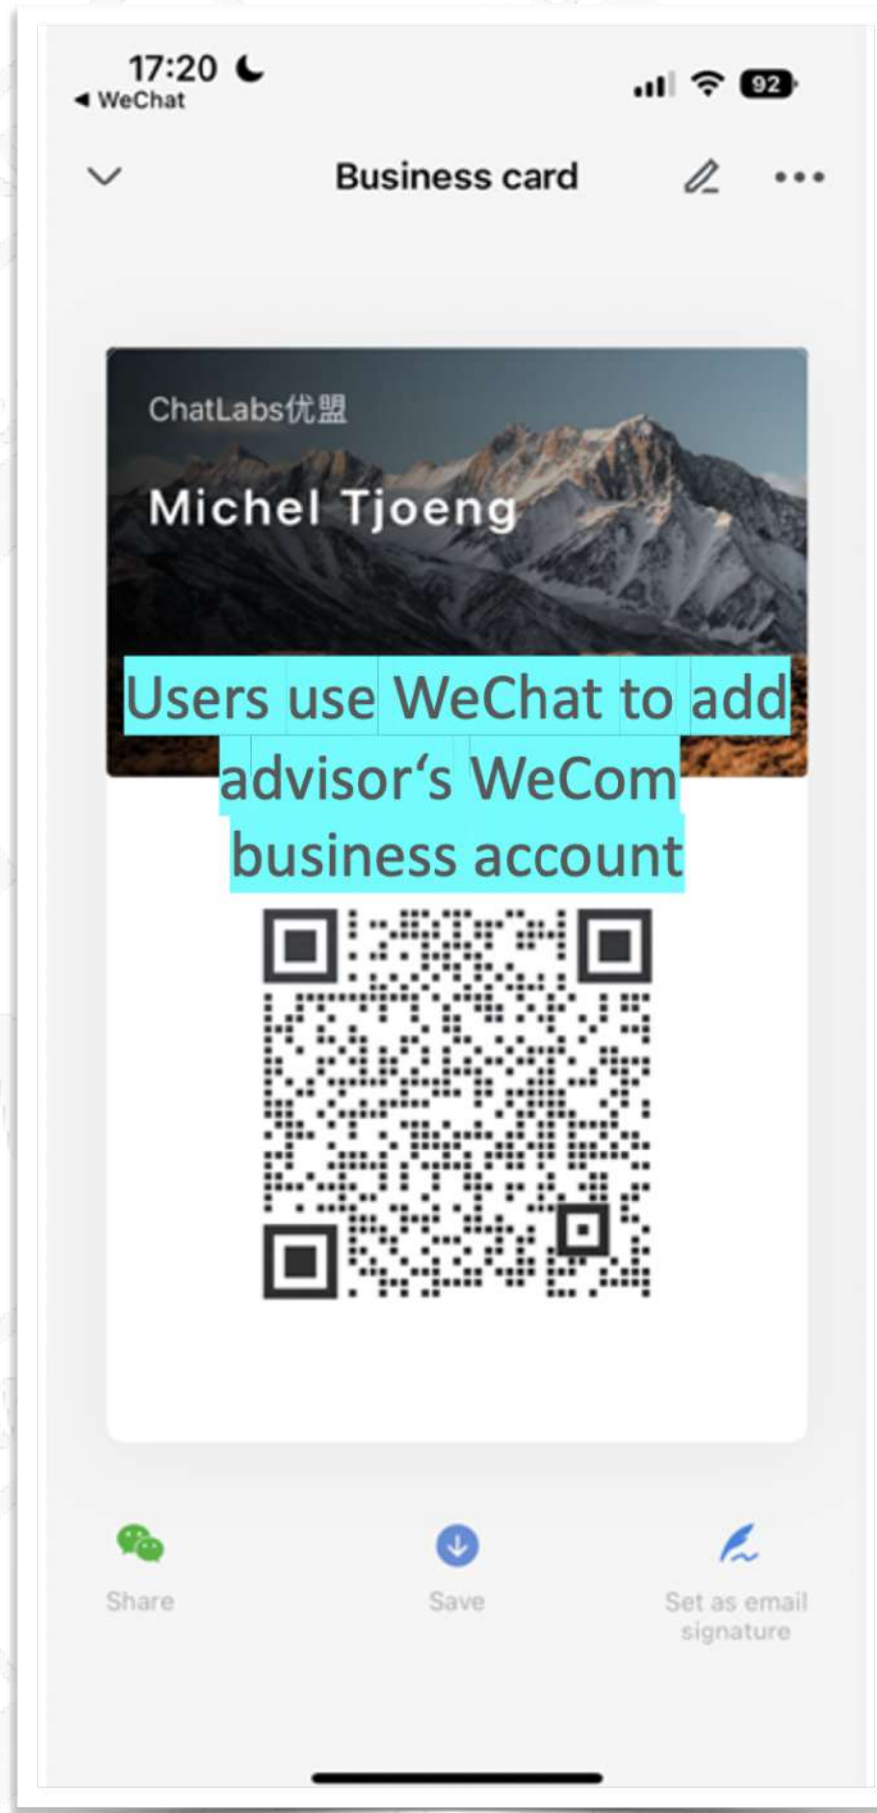 17:20
92
◀ WeChat
Business card
ChatLabs优盟
Michel Tjoeng
Users use WeChat to add
advisor‘s WeCom
business account
Share
Save
Set as email
signature